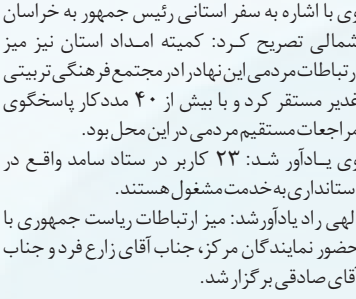 وی با اشاره به سفر استانی رئیس جمهور به خراسان
شمالی تصریح کرد: کمیته امداد استان نیز میز
ارتباطات مردمی این نهاد را در مجتمع فرهنگی تربیتی
غدیر مستقر کرد و با بیش از ۴۰ مددکار پاسخگوی
مراجعات مستقیم مردمی در این محل بود.
وی یادآور شد: ۲۳ کاربر در ستاد سامد واقع در
استانداری به خدمت مشغول هستند.
الهی راد یادآور شد: میز ارتباطات ریاست جمهوری با
حضور نمایندگان مرکز، جناب آقای زارع فرد و جناب
آقای صادقی برگزار شد.